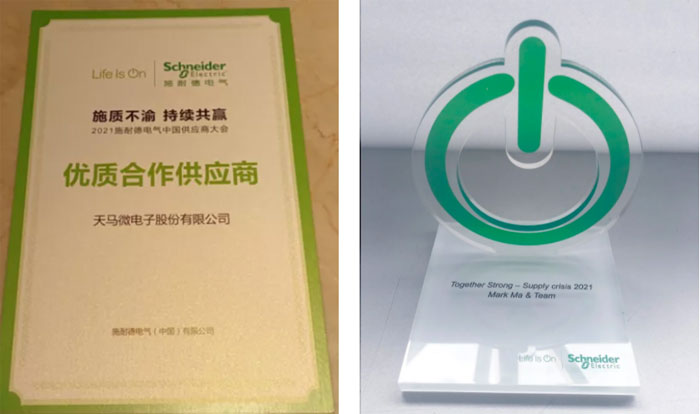 Life Is On
Schneider
Electric
施耐德电气
施质不渝 持续共赢
2021施耐德电气中国供应商大会
优质合作供应商
天马微电子股份有限公司
施耐德电气（中国）有限公司
Together Strong – Supply crisis 2021
Mark Ma & Team
Life Is On
Schneider
Electric